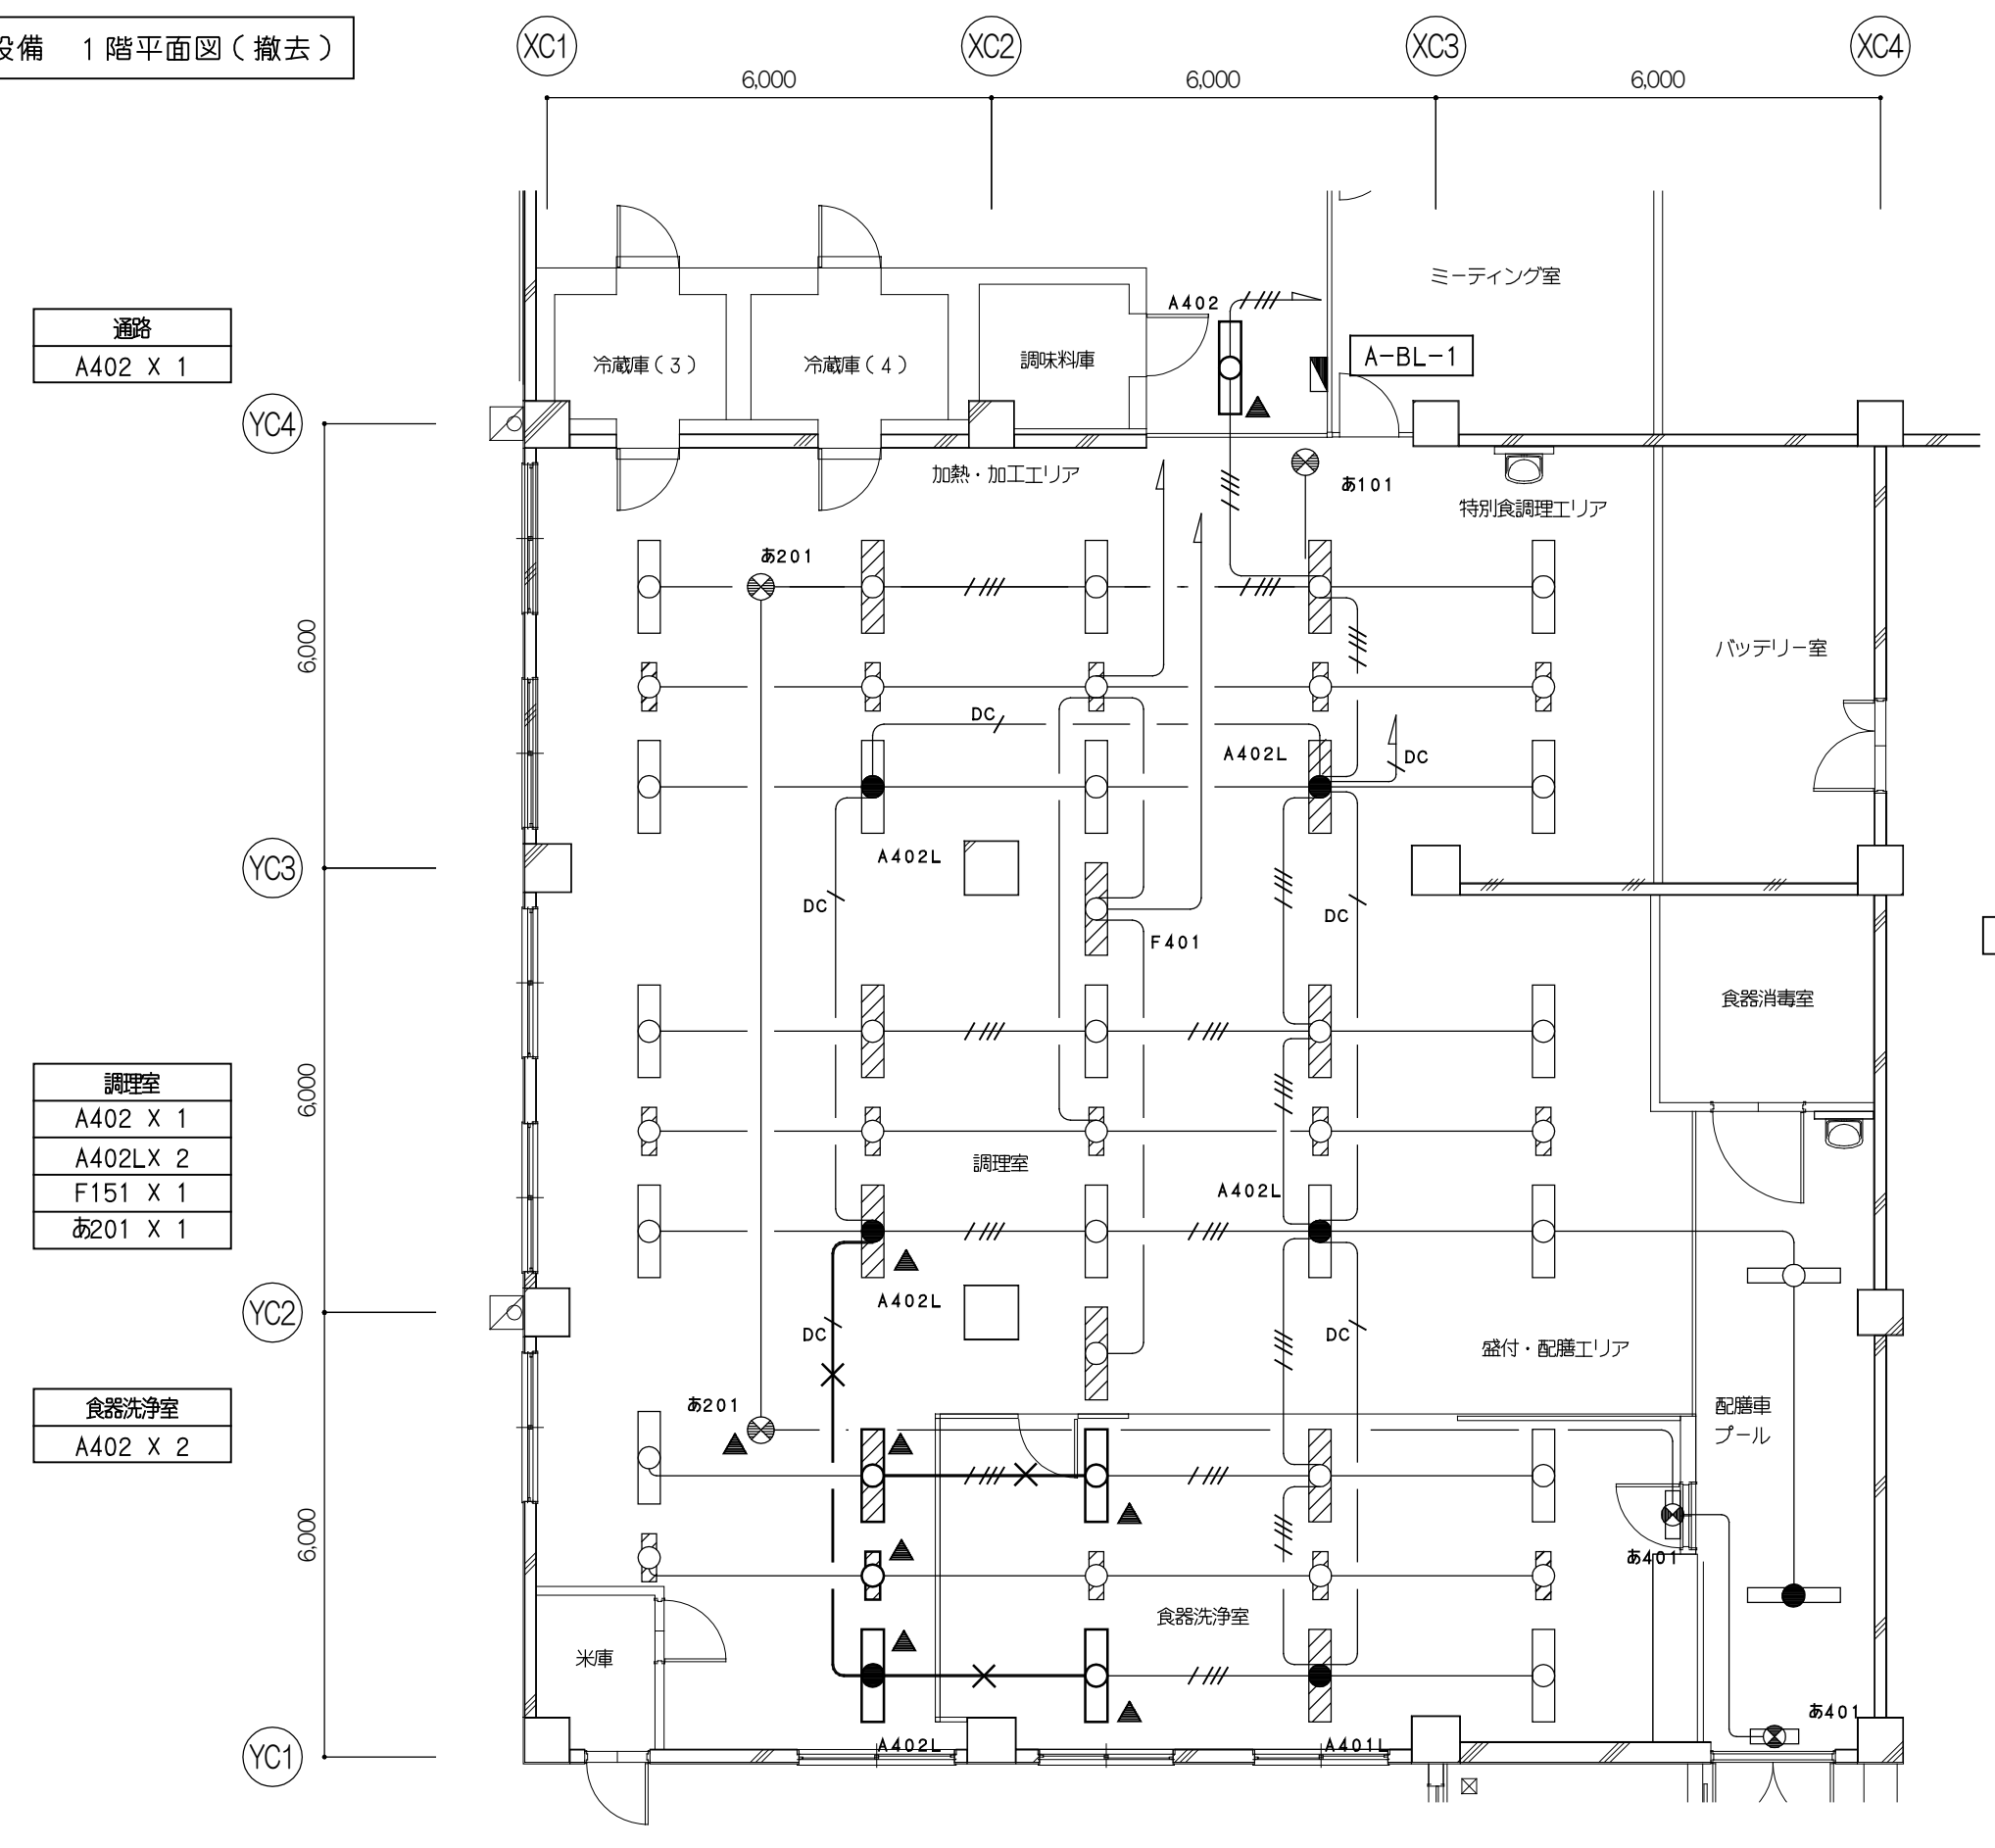 設備　1階平面図(撤去)
XC1
XC2
XC3
XC4
6,000
6,000
6,000
ミーティング室
A402
通路
A402 X 1
冷蔵庫(3)
冷蔵庫(4)
調味料庫
A-BL-1
YC4
加熱・加工エリア
あ101
特別食調理エリア
あ201
6,000
バッテリー室
DC
A402L
DC
YC3
A402L
DC
DC
F401
食器消毒室
6,000
調理室
A402 X 1
A402LX 2
F151 X 1
あ201 X 1
調理室
A402L
YC2
A402L
DC
DC
盛付・配膳エリア
食器洗浄室
A402 X 2
あ201
配膳車
プール
6,000
あ401
食器洗浄室
米庫
あ401
YC1
A402L
A401L